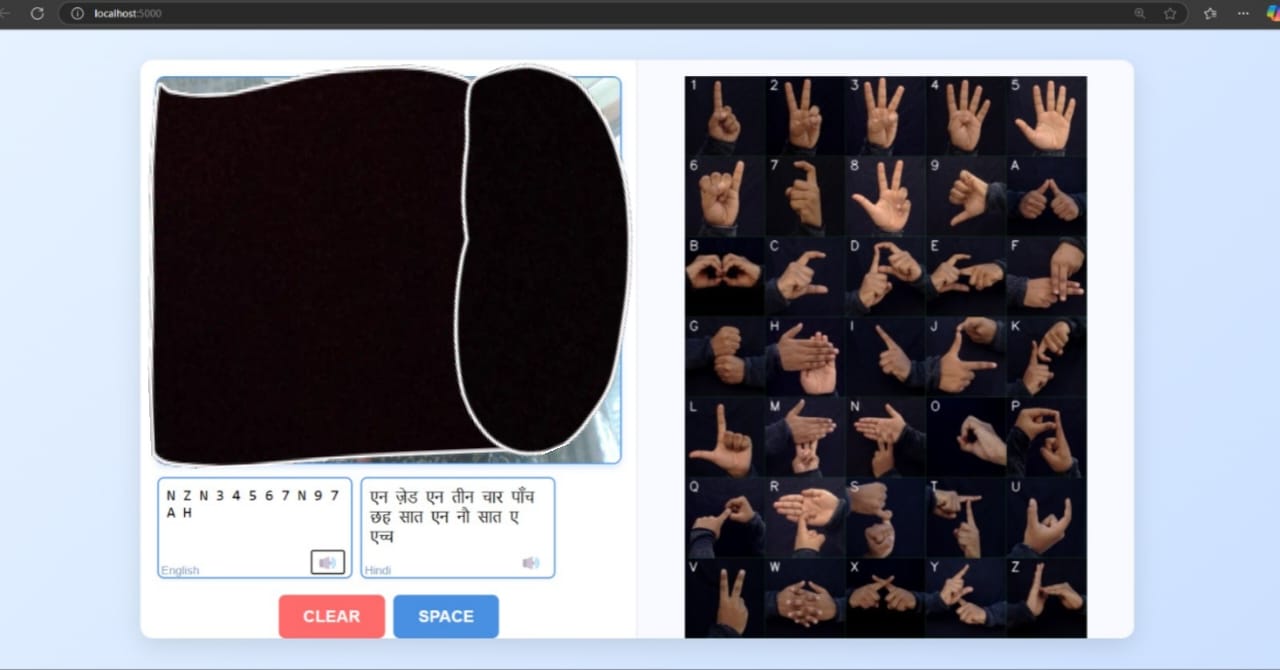 localhost:5000
1 2 3 4 5
6 7 8 9 A
B C D E F
G H I J K
L M N O P
Q R S T U
V W X Y Z
N Z N 3 4 5 6 7 N 9 7
A H
English
एन ज़ेड एन तीन चार पाँच
छह सात एन नौ सात ए
एच्च
Hindi
CLEAR
SPACE